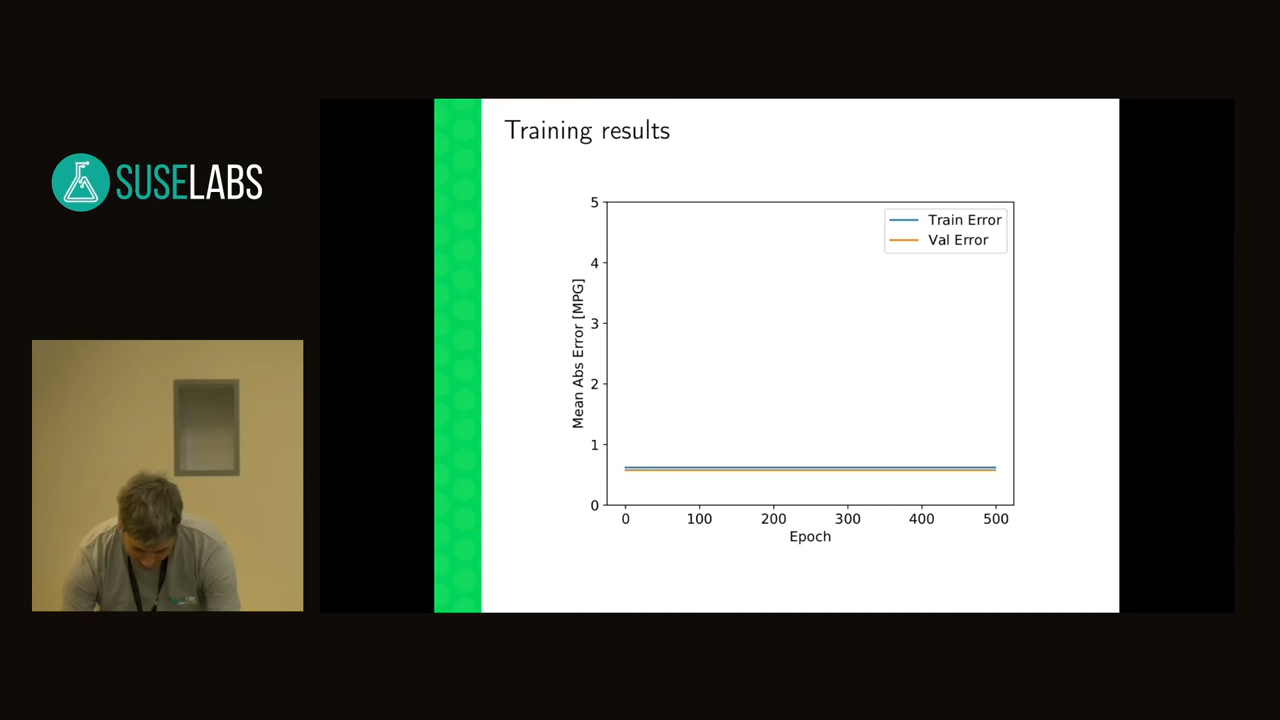 SUSELABS
Training results
5
4
3
2
1
0
Mean Abs Error [MPG]
Train Error
Val Error
0 100 200 300 400 500
Epoch